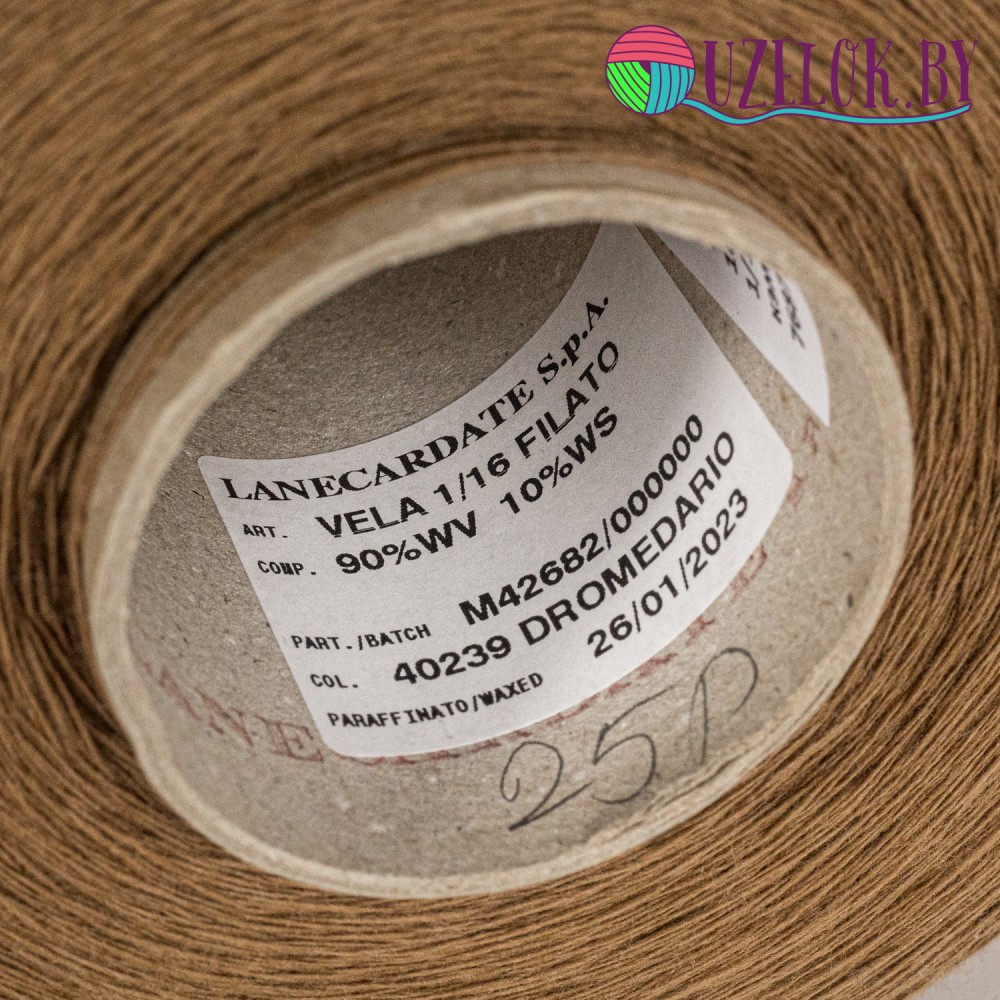 UZELOK.BY
LANECARDATE S.p.A.
ART. VELA 1/16 FILATO
COMP. 90%WV 10%WS
PART./BATCH M42682/000000
COL. 40239 DROMEDARIO
PARAFFINATO/WAXED 26/01/2023